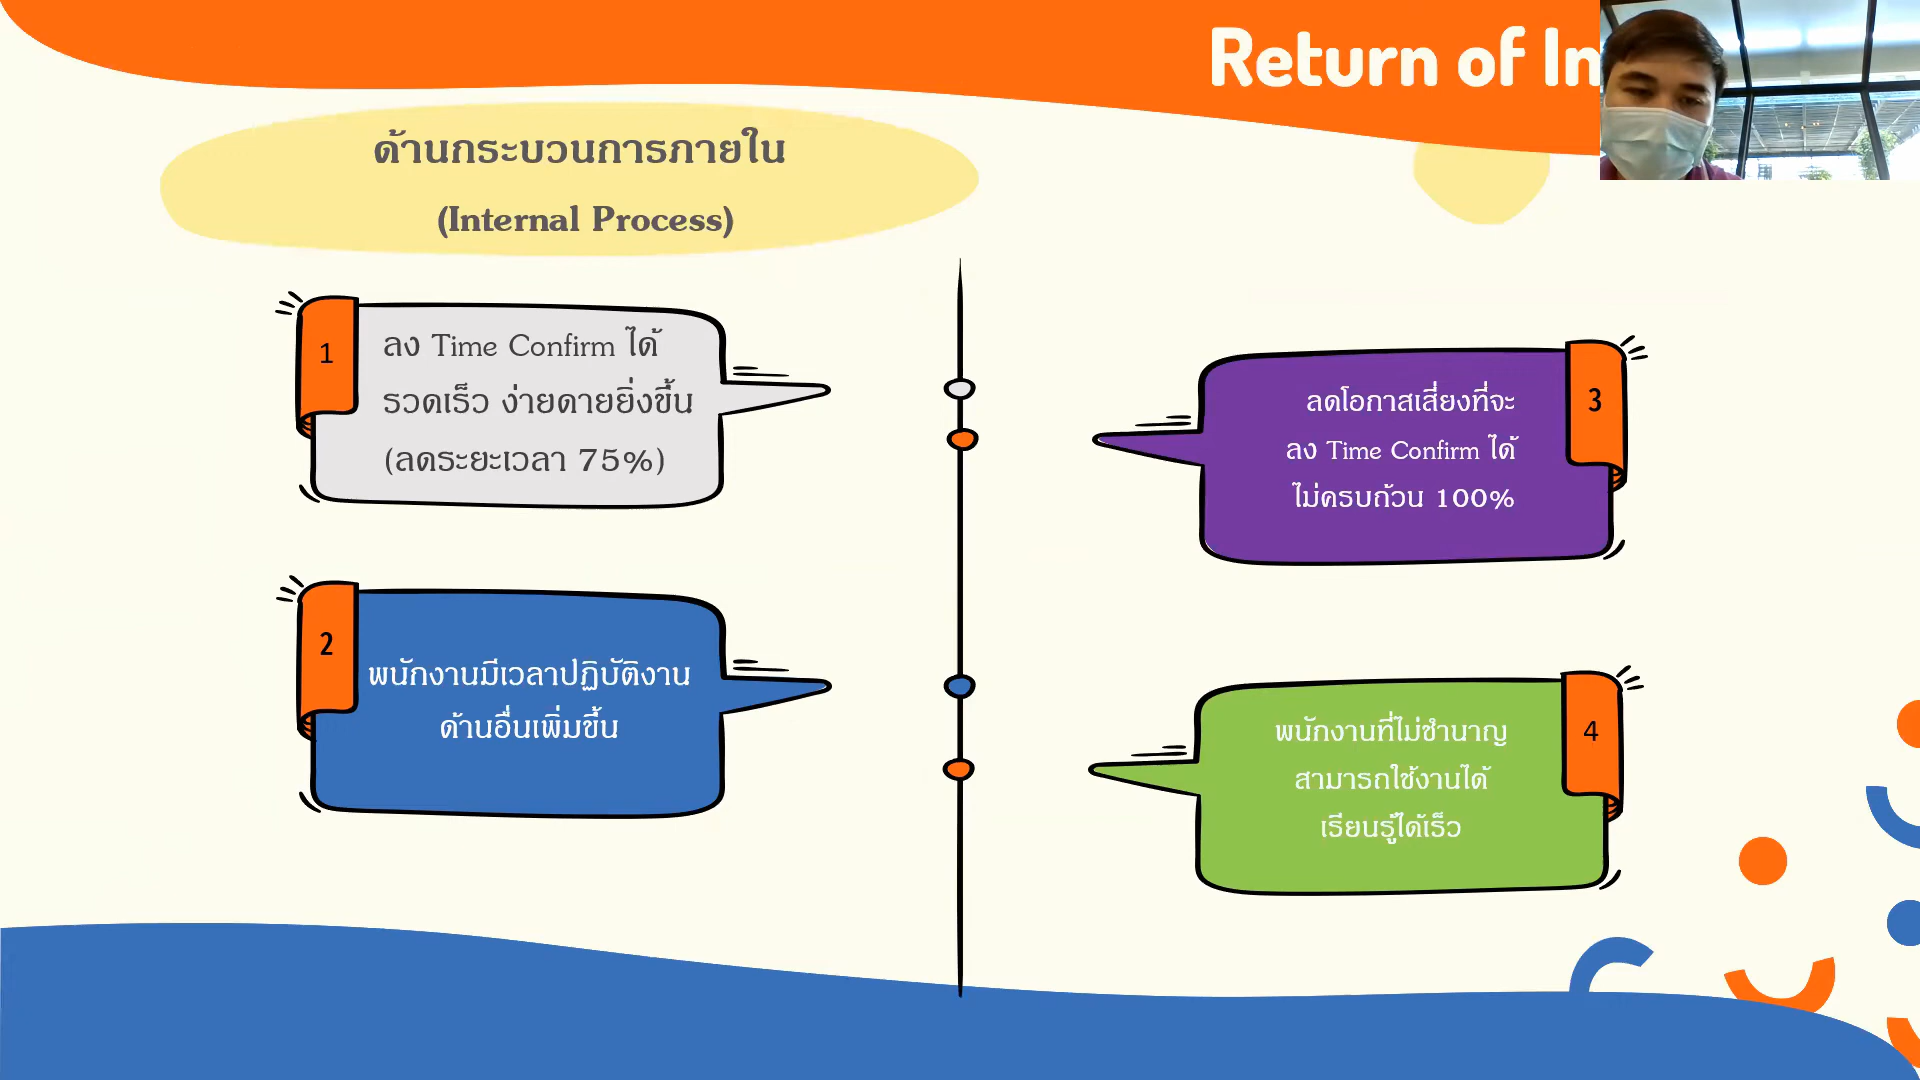 Return of In
ด้านกระบวนการภายใน
(Internal Process)
1
ลง Time Confirm ได้
รวดเร็ว ง่ายดายยิ่งขึ้น
(ลดระยะเวลา 75%)
2
พนักงานมีเวลาปฏิบัติงาน
ด้านอื่นเพิ่มขึ้น
3
ลดโอกาสเสี่ยงที่จะ
ลง Time Confirm ได้
ไม่ครบถ้วน 100%
4
พนักงานที่ไม่ชำนาญ
สามารถใช้งานได้
เรียนรู้ได้เร็ว